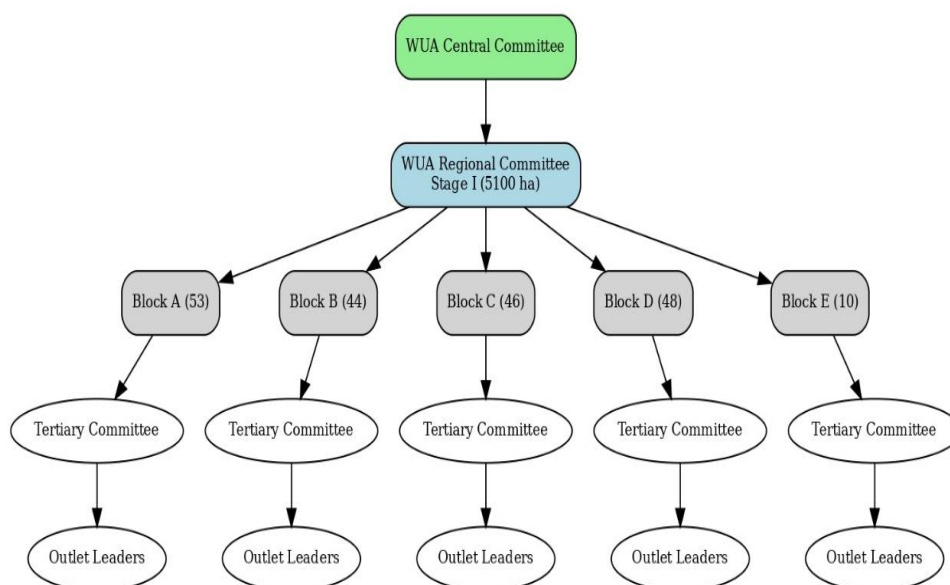 WUA Central Committee
WUA Regional Committee
Stage I (5100 ha)
Block A (53)
Block B (44)
Block C (46)
Block D (48)
Block E (10)
Tertiary Committee
Tertiary Committee
Tertiary Committee
Tertiary Committee
Tertiary Committee
Outlet Leaders
Outlet Leaders
Outlet Leaders
Outlet Leaders
Outlet Leaders